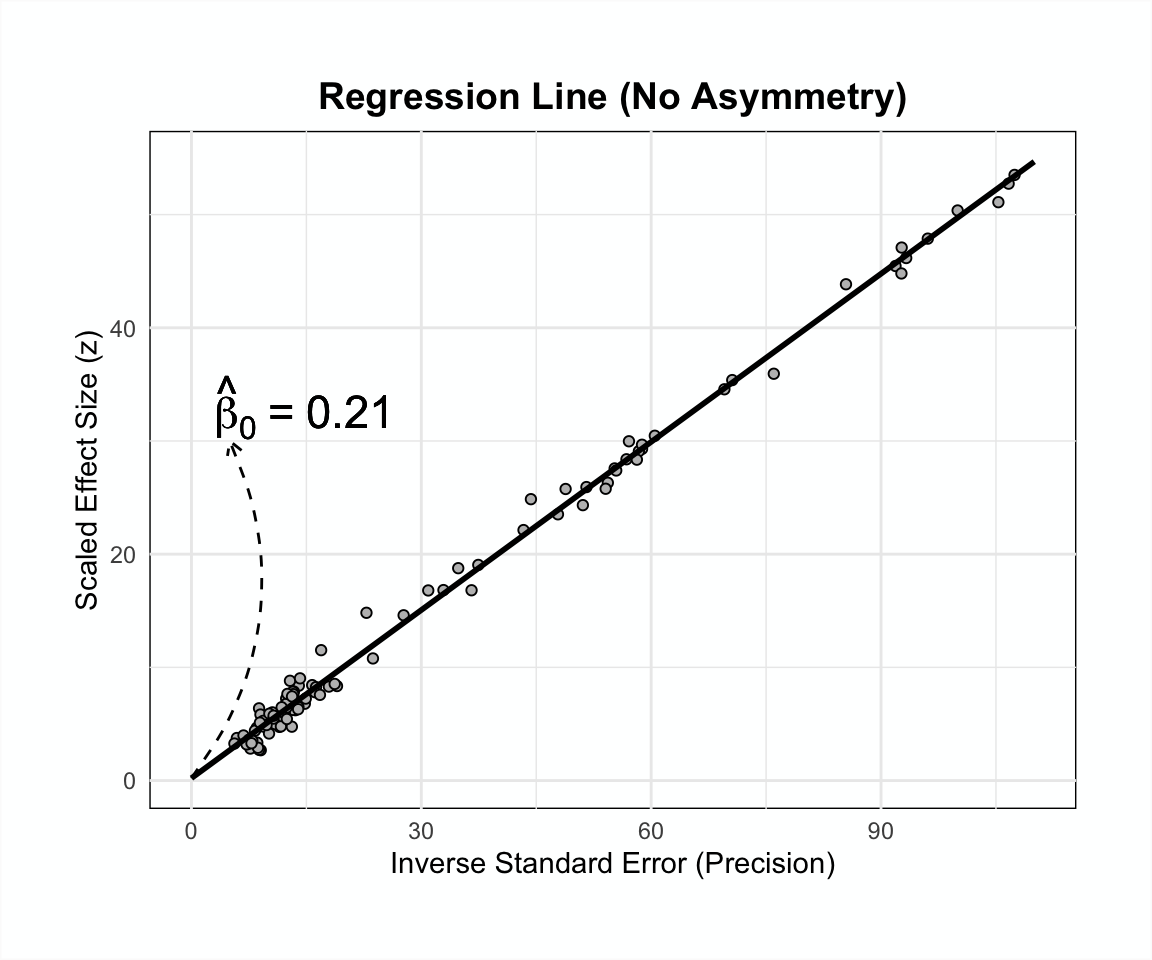 Regression Line (No Asymmetry)
Scaled Effect Size (z)
40
20
0
β̂₀ = 0.21
0 30 60 90
Inverse Standard Error (Precision)